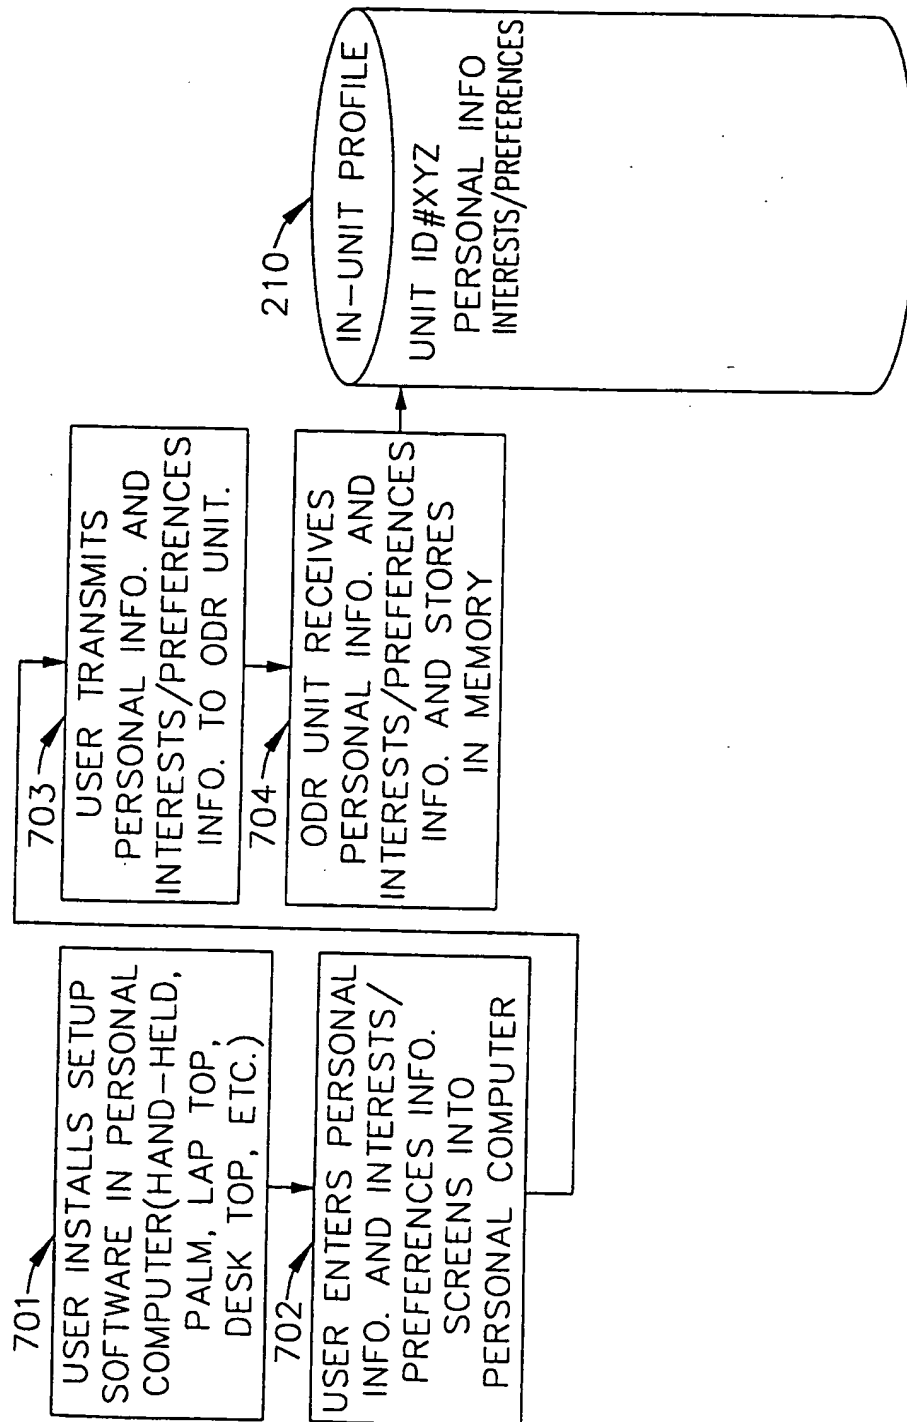 701
USER INSTALLS SETUP
SOFTWARE IN PERSONAL
COMPUTER(HAND-HELD,
PALM, LAP TOP,
DESK TOP, ETC.)
702
USER ENTERS PERSONAL
INFO. AND INTERESTS/
PREFERENCES INFO.
SCREENS INTO
PERSONAL COMPUTER
703
USER TRANSMITS
PERSONAL INFO. AND
INTERESTS/PREFERENCES
INFO. TO ODR UNIT.
704
ODR UNIT RECEIVES
PERSONAL INFO. AND
INTERESTS/PREFERENCES
INFO. AND STORES
IN MEMORY
210
IN-UNIT PROFILE
UNIT ID#XYZ
PERSONAL INFO
INTERESTS/PREFERENCES